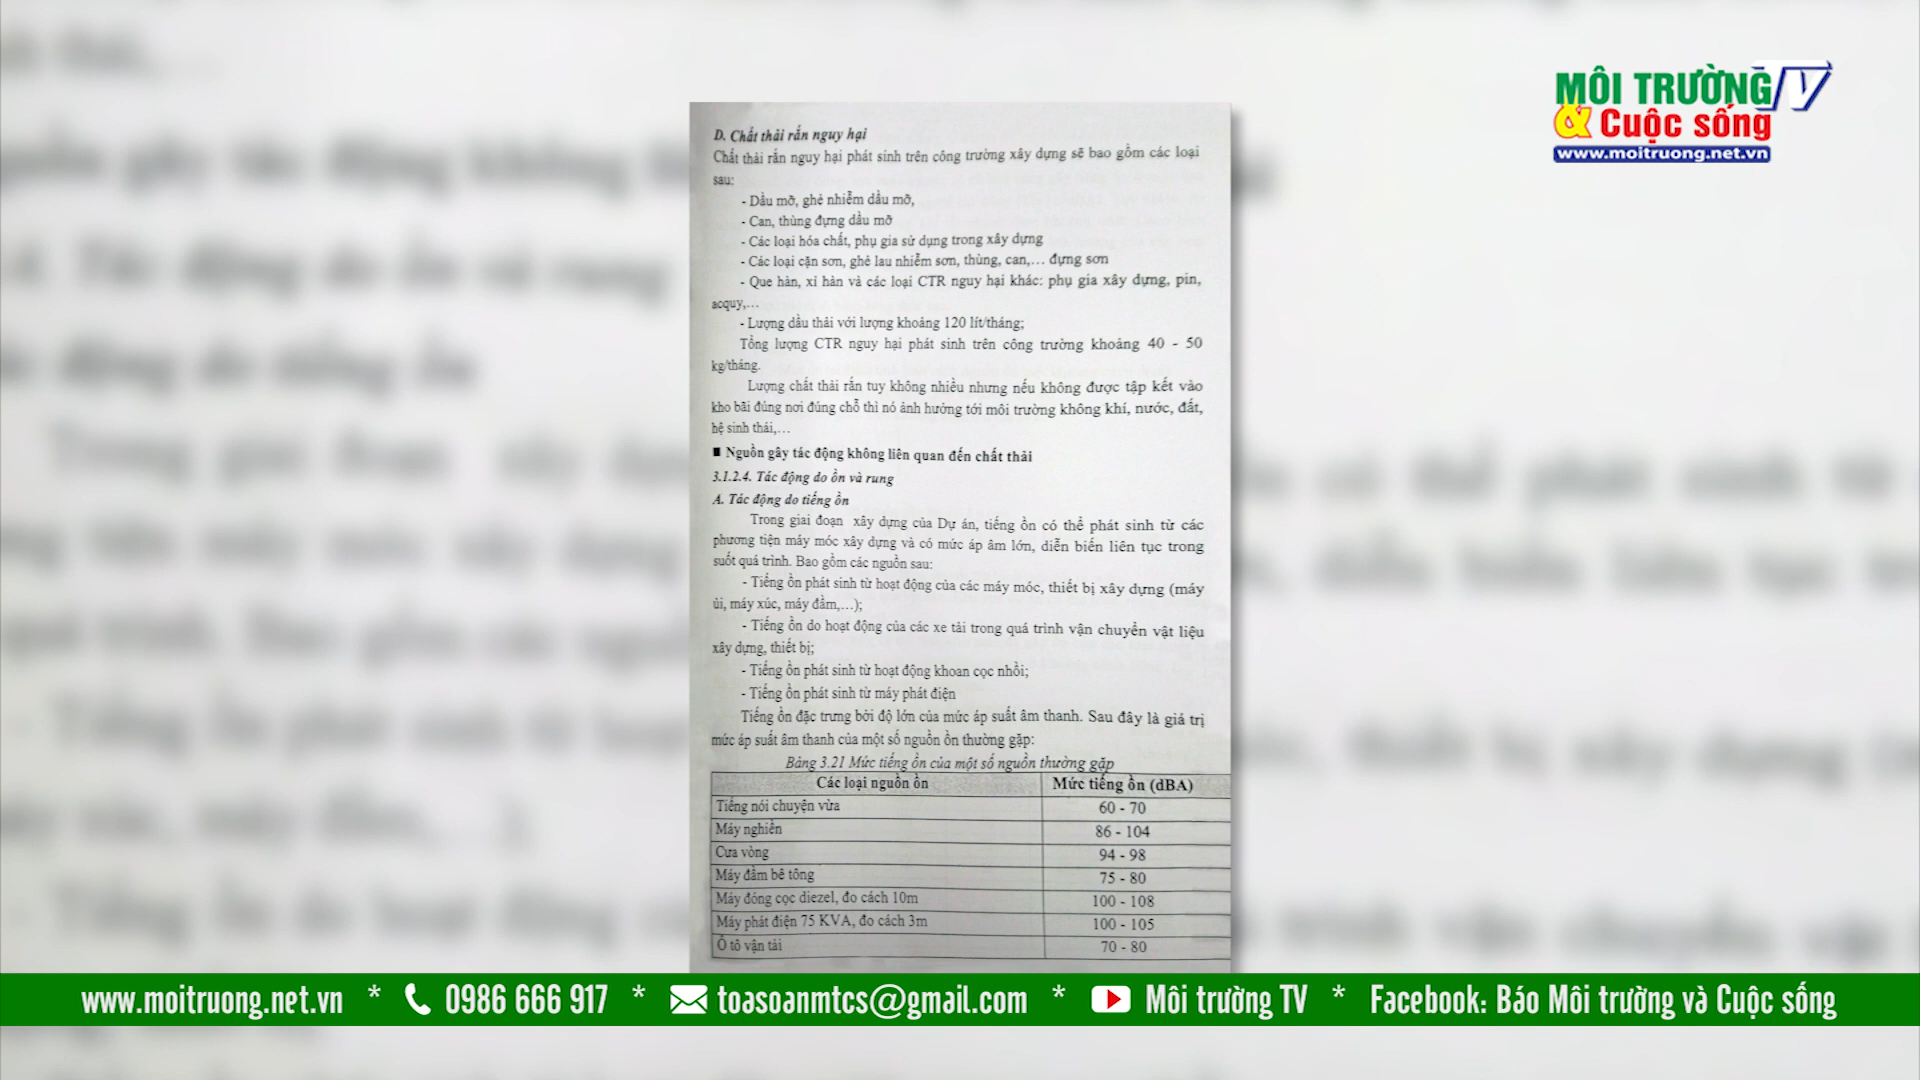 MÔI TRƯỜNG TV
& Cuộc sống
www.moitruong.net.vn
D. Chất thải rắn nguy hại
Chất thải rắn nguy hại phát sinh trên công trường xây dựng sẽ bao gồm các loại
sau:
- Dầu mỡ, ghẻ nhiễm dầu mỡ,
- Can, thùng đựng dầu mỡ
- Các loại hóa chất, phụ gia sử dụng trong xây dựng
- Các loại cặn sơn, ghẻ lau nhiễm sơn, thùng, can,... đựng sơn
- Que hàn, xỉ hàn và các loại CTR nguy hại khác: phụ gia xây dựng, pin,
acquy,...
- Lượng dầu thải với lượng khoảng 120 lít/tháng;
Tổng lượng CTR nguy hại phát sinh trên công trường khoảng 40 - 50
kg/tháng.
Lượng chất thải rắn tuy không nhiều nhưng nếu không được tập kết vào
kho bãi đúng nơi đúng chỗ thì nó ảnh hưởng tới môi trường không khí, nước, đất,
hệ sinh thái,...
■ Nguồn gây tác động không liên quan đến chất thải
3.1.2.4. Tác động do ồn và rung
A. Tác động do tiếng ồn
Trong giai đoạn xây dựng của Dự án, tiếng ồn có thể phát sinh từ các
phương tiện máy móc xây dựng và có mức áp âm lớn, diễn biến liên tục trong
suốt quá trình. Bao gồm các nguồn sau:
- Tiếng ồn phát sinh từ hoạt động của các máy móc, thiết bị xây dựng (máy
ủi, máy xúc, máy đầm,...);
- Tiếng ồn do hoạt động của các xe tải trong quá trình vận chuyển vật liệu
xây dựng, thiết bị;
- Tiếng ồn phát sinh từ hoạt động khoan cọc nhồi;
- Tiếng ồn phát sinh từ máy phát điện
Tiếng ồn đặc trưng bởi độ lớn của mức áp suất âm thanh. Sau đây là giá trị
mức áp suất âm thanh của một số nguồn ồn thường gặp:
Bảng 3.21 Mức tiếng ồn của một số nguồn thường gặp
Các loại nguồn ồn Mức tiếng ồn (dBA)
Tiếng nói chuyện vừa 60 - 70
Máy nghiền 86 - 104
Cưa vòng 94 - 98
Máy đầm bê tông 75 - 80
Máy đóng cọc diezel, đo cách 10m 100 - 108
Máy phát điện 75 KVA, đo cách 3m 100 - 105
Ô tô vận tải 70 - 80
www.moitruong.net.vn * 0986 666 917 * toasoanmtcs@gmail.com * Môi trường TV * Facebook: Báo Môi trường và Cuộc sống